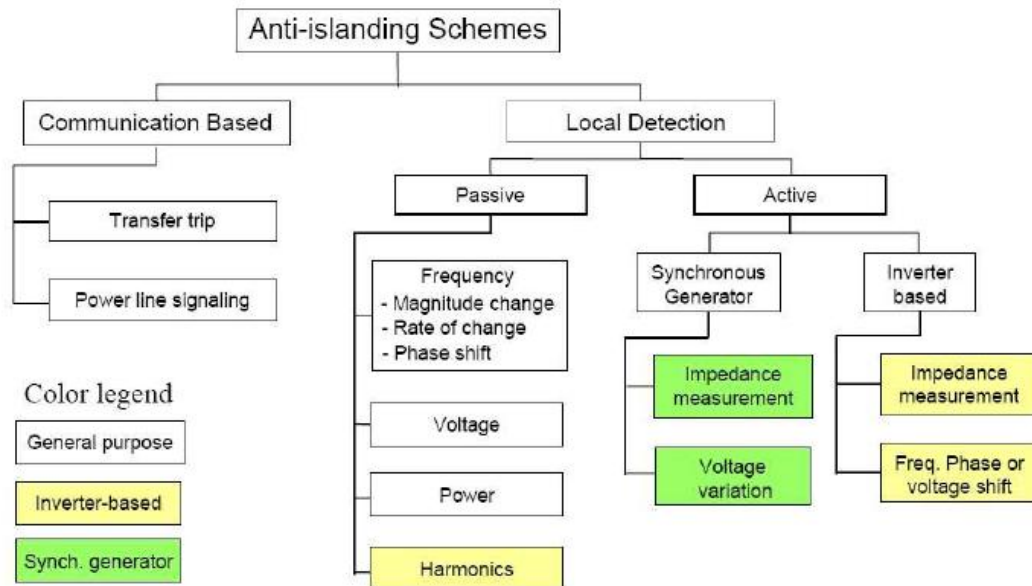 Anti-islanding Schemes
Communication Based
Local Detection
Transfer trip
Power line signaling
Passive
Active
Frequency
- Magnitude change
- Rate of change
- Phase shift
Voltage
Power
Harmonics
Synchronous
Generator
Inverter
based
Impedance
measurement
Voltage
variation
Impedance
measurement
Freq. Phase or
voltage shift
Color legend
General purpose
Inverter-based
Synch. generator